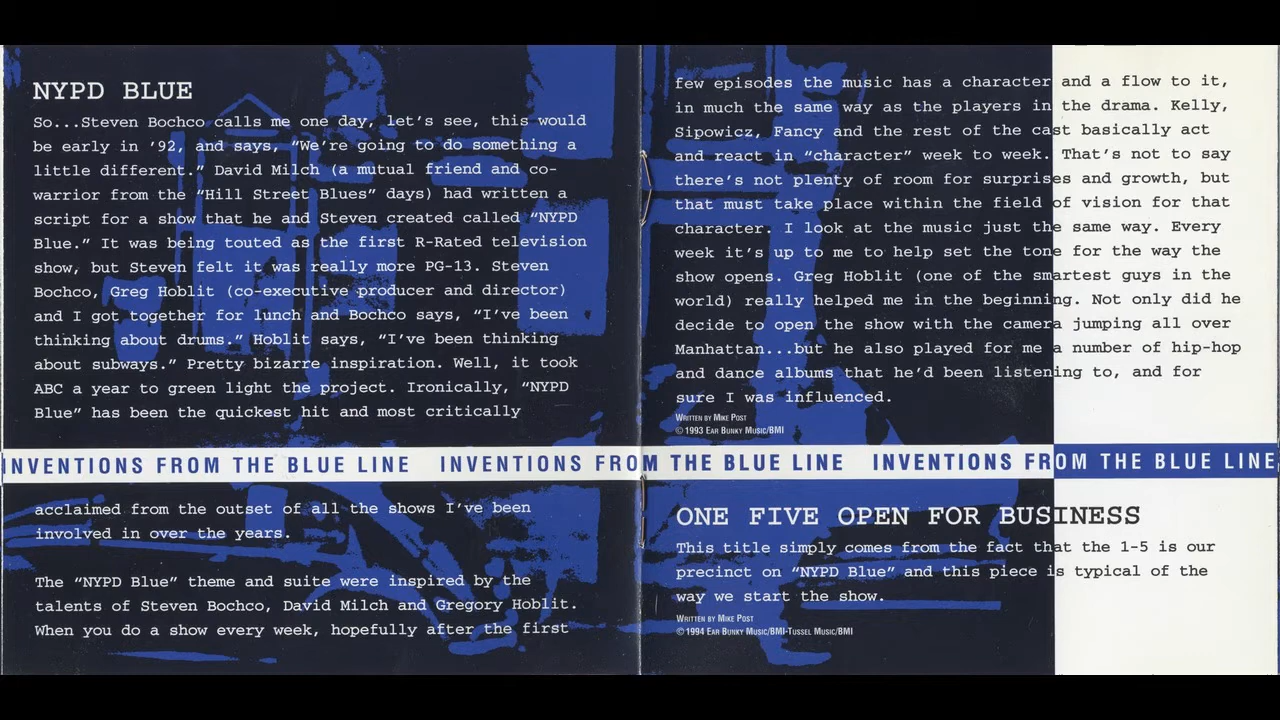 NYPD BLUE
So...Steven Bochco calls me one day, let's see, this would
be early in '92, and says, “We're going to do something a
little different.” David Milch (a mutual friend and co-
warrior from the “Hill Street Blues” days) had written a
script for a show that he and Steven created called “NYPD
Blue.” It was being touted as the first R-Rated television
show, but Steven felt it was really more PG-13. Steven
Bochco, Greg Hoblit (co-executive producer and director)
and I got together for lunch and Bochco says, “I've been
thinking about drums.” Hoblit says, “I've been thinking
about subways.” Pretty bizarre inspiration. Well, it took
ABC a year to green light the project. Ironically, “NYPD
Blue” has been the quickest hit and most critically
INVENTIONS FROM THE BLUE LINE INVENTIONS FROM THE BLUE LINE INVENTIONS FROM THE BLUE LINE
acclaimed from the outset of all the shows I've been
involved in over the years.
The “NYPD Blue” theme and suite were inspired by the
talents of Steven Bochco, David Milch and Gregory Hoblit.
When you do a show every week, hopefully after the first
few episodes the music has a character and a flow to it,
in much the same way as the players in the drama. Kelly,
Sipowicz, Fancy and the rest of the cast basically act
and react in “character” week to week. That's not to say
there's not plenty of room for surprises and growth, but
that must take place within the field of vision for that
character. I look at the music just the same way. Every
week it's up to me to help set the tone for the way the
show opens. Greg Hoblit (one of the smartest guys in the
world) really helped me in the beginning. Not only did he
decide to open the show with the camera jumping all over
Manhattan...but he also played for me a number of hip-hop
and dance albums that he'd been listening to, and for
sure I was influenced.
WRITTEN BY MIKE POST
©1993 EAR BUNKY MUSIC/BMI
ONE FIVE OPEN FOR BUSINESS
This title simply comes from the fact that the 1-5 is our
precinct on “NYPD Blue” and this piece is typical of the
way we start the show.
WRITTEN BY MIKE POST
©1994 EAR BUNKY MUSIC/BMI-TUSSEL MUSIC/BMI